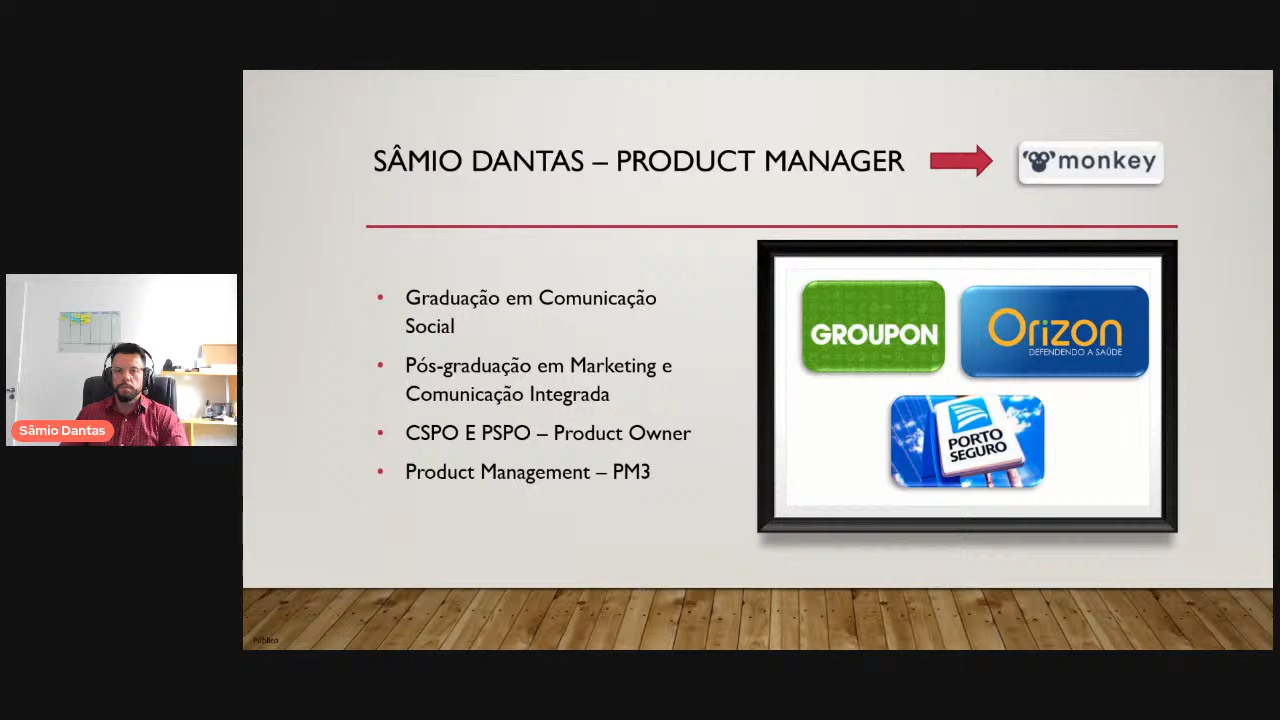 SÂMIO DANTAS – PRODUCT MANAGER
monkey
Graduação em Comunicação
Social
Pós-graduação em Marketing e
Comunicação Integrada
CSPO E PSPO – Product Owner
Product Management – PM3
GROUPON
Orizon
DEFENDENDO A SAÚDE
PORTO
SEGURO
Sâmio Dantas
Público